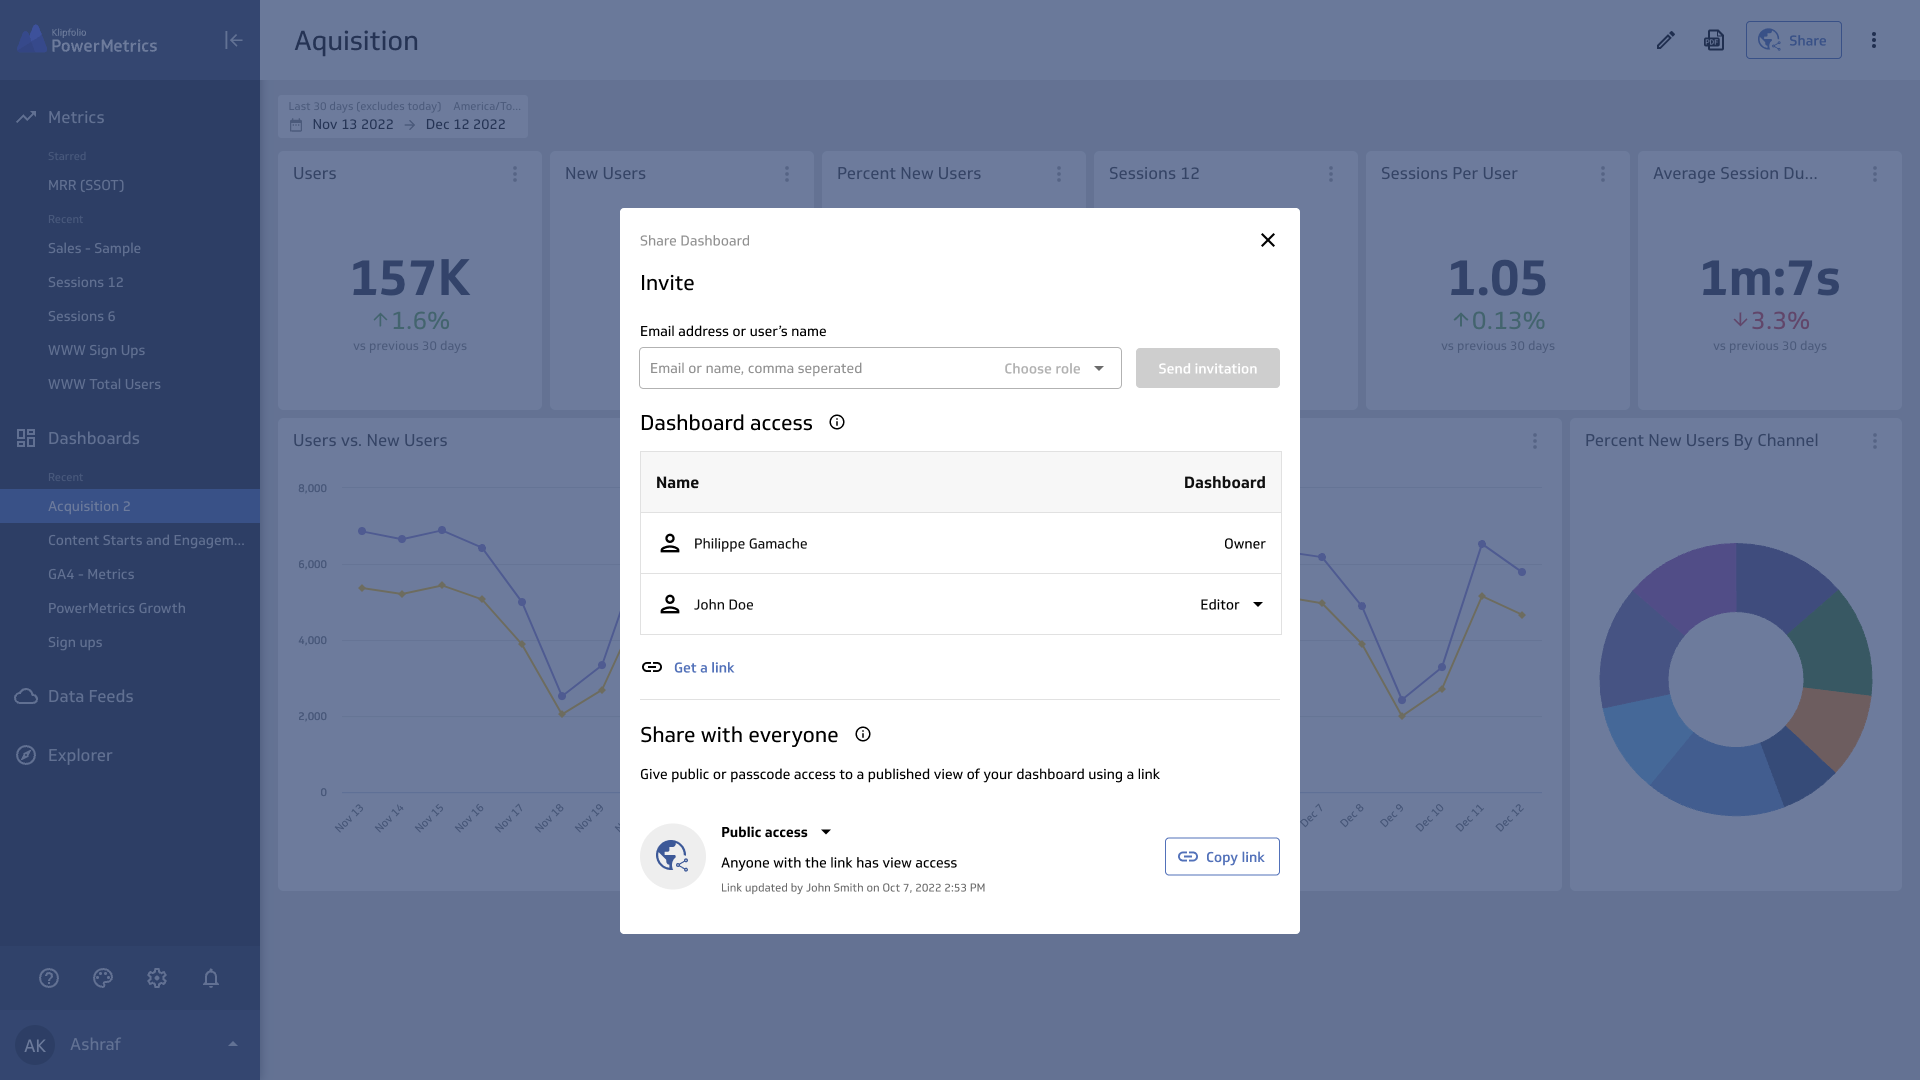 Klipfolio
PowerMetrics
Aquisition
PDF
Share
Metrics
Starred
MRR (SSOT)
Recent
Sales - Sample
Sessions 12
Sessions 6
WWW Sign Ups
WWW Total Users
Dashboards
Recent
Acquisition 2
Content Starts and Engagem...
GA4 - Metrics
PowerMetrics Growth
Sign ups
Data Feeds
Explorer
AK
Ashraf
Last 30 days (excludes today) America/To...
Nov 13 2022 → Dec 12 2022
Users
157K
↑1.6%
vs previous 30 days
New Users
Percent New Users
Sessions 12
Sessions Per User
1.05
↑0.13%
vs previous 30 days
Average Session Du...
1m:7s
↓3.3%
vs previous 30 days
Users vs. New Users
8,000
6,000
4,000
2,000
0
Nov 13
Nov 14
Nov 15
Nov 16
Nov 17
Nov 18
Nov 19
Dec 7
Dec 8
Dec 9
Dec 10
Dec 11
Dec 12
Percent New Users By Channel
Share Dashboard
Invite
Email address or user’s name
Email or name, comma seperated
Choose role
Send invitation
Dashboard access
Name Dashboard
Philippe Gamache Owner
John Doe Editor
Get a link
Share with everyone
Give public or passcode access to a published view of your dashboard using a link
Public access
Anyone with the link has view access
Link updated by John Smith on Oct 7, 2022 2:53 PM
Copy link